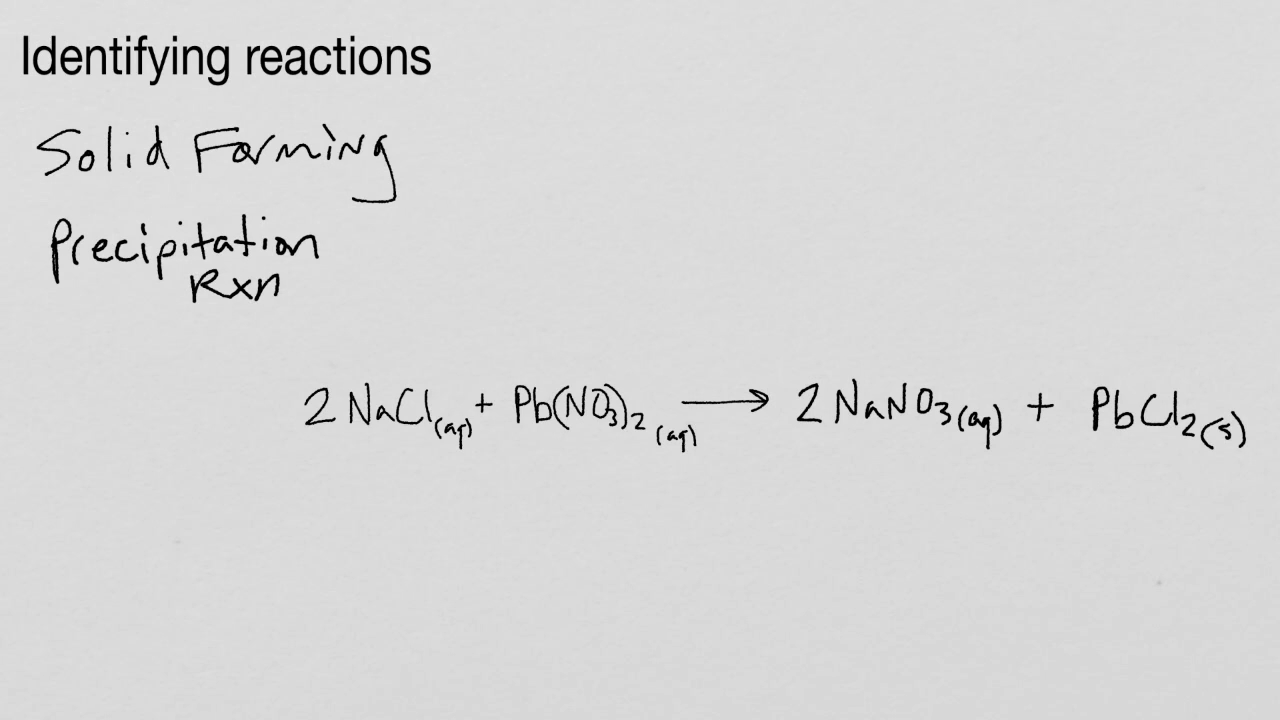 Identifying reactions
Solid Forming
Precipitation
Rxn
2 NaCl(aq) + Pb(NO3)2 (aq) → 2 NaNO3(aq) + PbCl2(s)